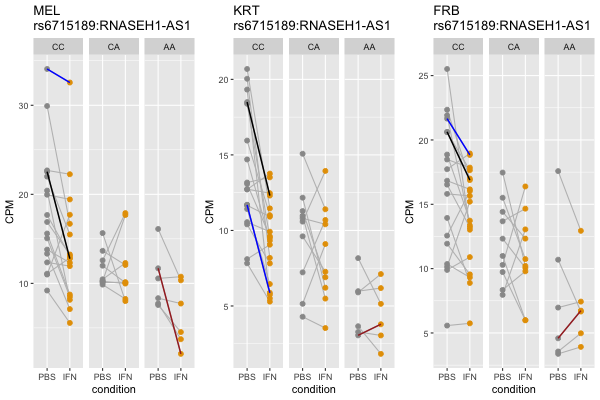 MEL
rs6715189:RNASEH1-AS1
CC CA AA
CPM
30
20
10
PBS IFN PBS IFN PBS IFN
condition
KRT
rs6715189:RNASEH1-AS1
CC CA AA
CPM
20
15
10
5
PBS IFN PBS IFN PBS IFN
condition
FRB
rs6715189:RNASEH1-AS1
CC CA AA
CPM
25
20
15
10
5
PBS IFN PBS IFN PBS IFN
condition